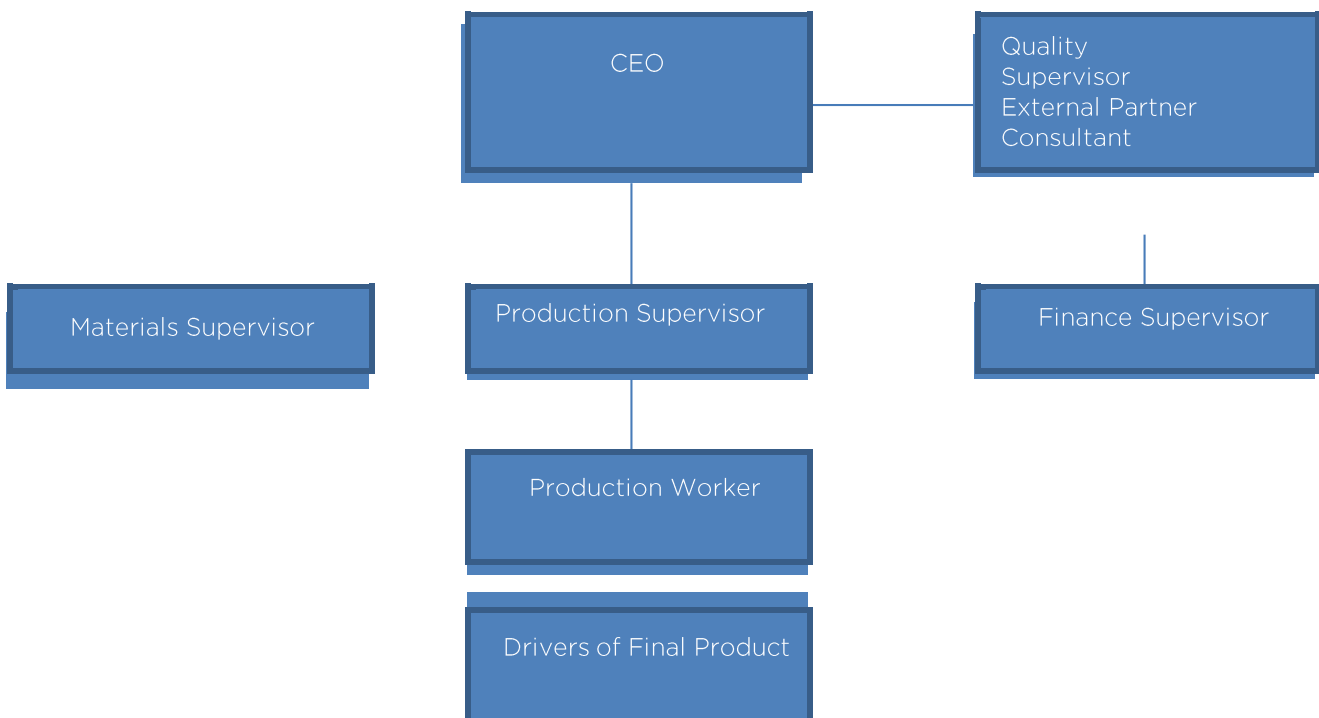 CEO
Quality
Supervisor
External Partner
Consultant
Materials Supervisor
Production Supervisor
Finance Supervisor
Production Worker
Drivers of Final Product